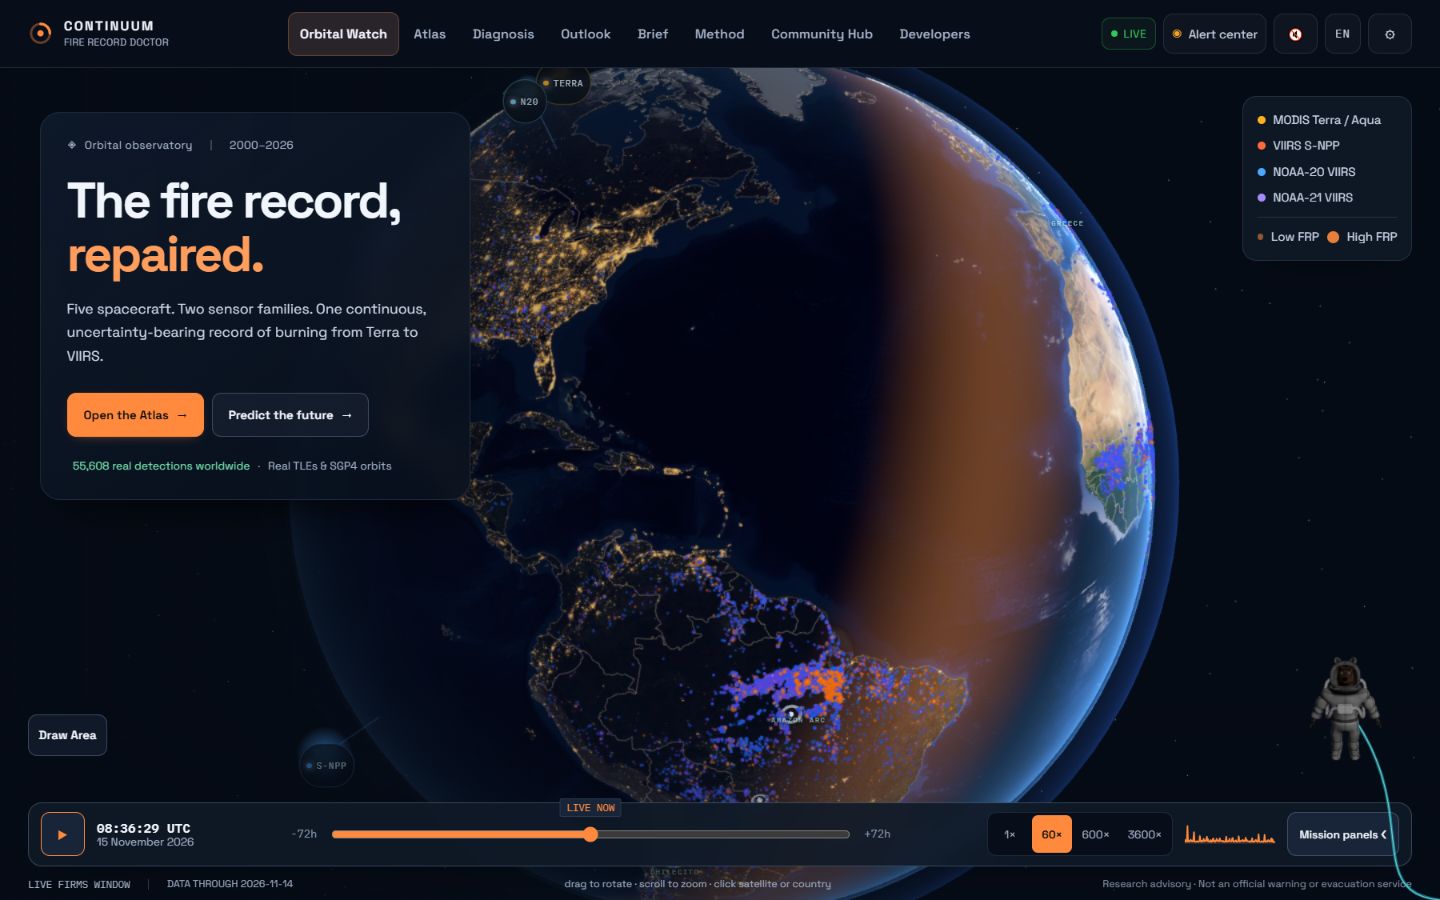 CONTINUUM
FIRE RECORD DOCTOR
Orbital Watch
Atlas
Diagnosis
Outlook
Brief
Method
Community Hub
Developers
LIVE
Alert center
EN
TERRA
N20
Orbital observatory | 2000–2026
The fire record,
repaired.
Five spacecraft. Two sensor families. One continuous,
uncertainty-bearing record of burning from Terra to
VIIRS.
Open the Atlas →
Predict the future →
55,608 real detections worldwide · Real TLEs & SGP4 orbits
MODIS Terra / Aqua
VIIRS S-NPP
NOAA-20 VIIRS
NOAA-21 VIIRS
Low FRP
High FRP
GREECE
AMAZON ARC
Draw Area
S-NPP
LIVE NOW
08:36:29 UTC
15 November 2026
-72h
+72h
1×
60×
600×
3600×
Mission panels
LIVE FIRMS WINDOW | DATA THROUGH 2026-11-14
drag to rotate · scroll to zoom · click satellite or country
Research advisory · Not an official warning or evacuation service